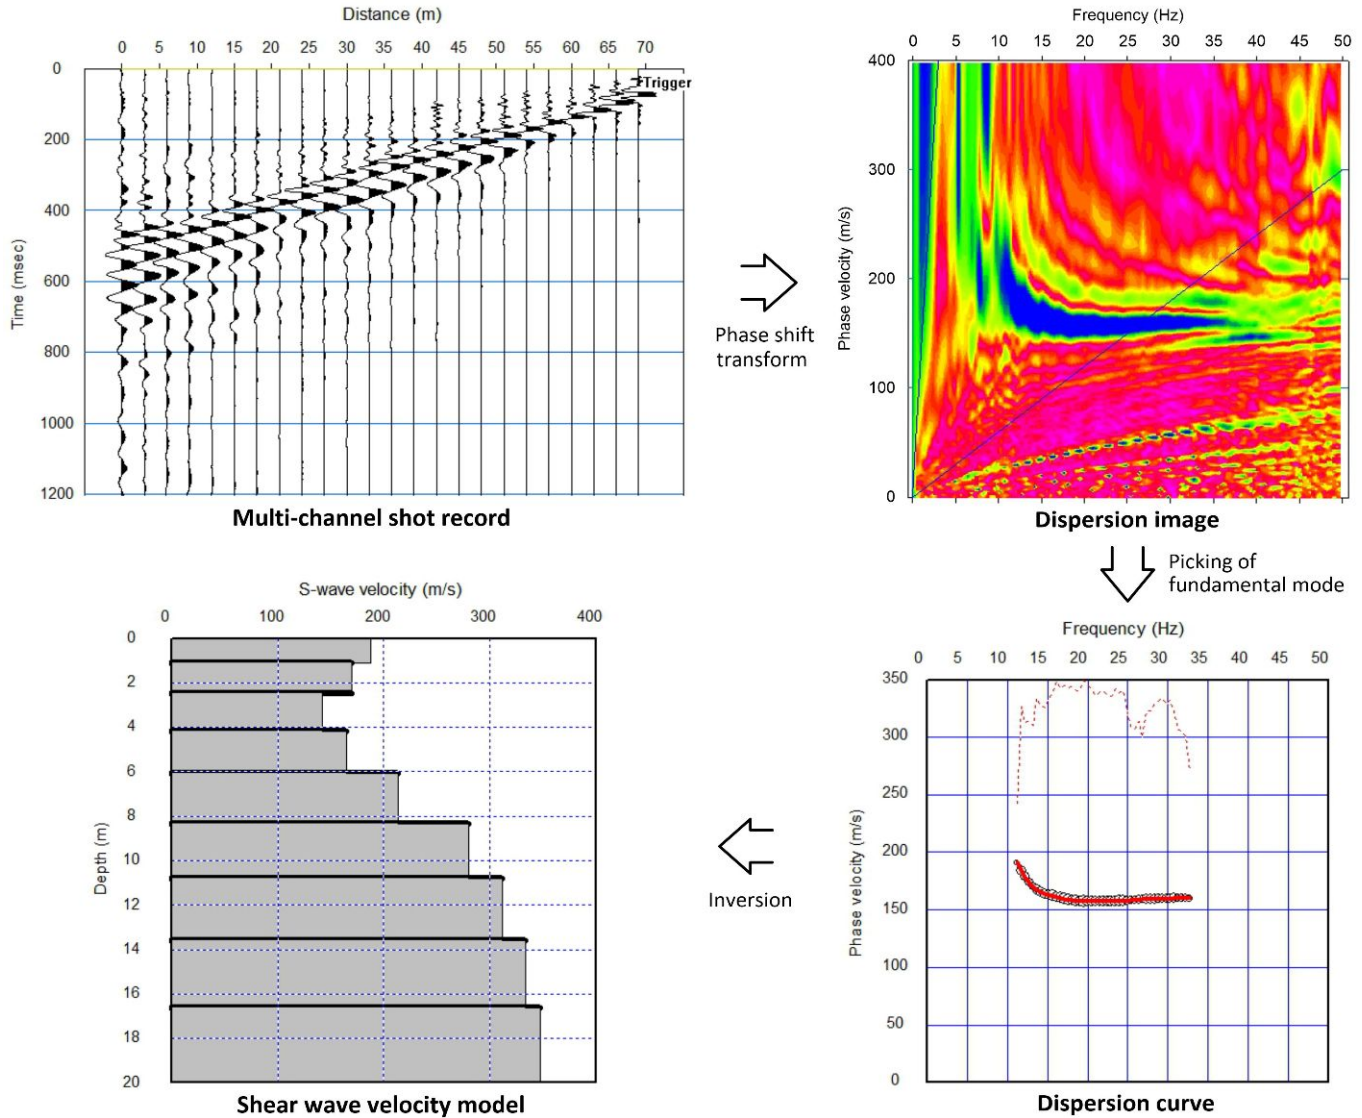 Distance (m)
0 5 10 15 20 25 30 35 40 45 50 55 60 65 70
Trigger
Time (msec)
0
200
400
600
800
1000
1200
Multi-channel shot record
Phase shift
transform
Frequency (Hz)
0 5 10 15 20 25 30 35 40 45 50
Phase velocity (m/s)
400
300
200
100
0
Dispersion image
Picking of
fundamental mode
Frequency (Hz)
0 5 10 15 20 25 30 35 40 45 50
Phase velocity (m/s)
350
300
250
200
150
100
50
0
Dispersion curve
Inversion
S-wave velocity (m/s)
0 100 200 300 400
Depth (m)
0
2
4
6
8
10
12
14
16
18
20
Shear wave velocity model